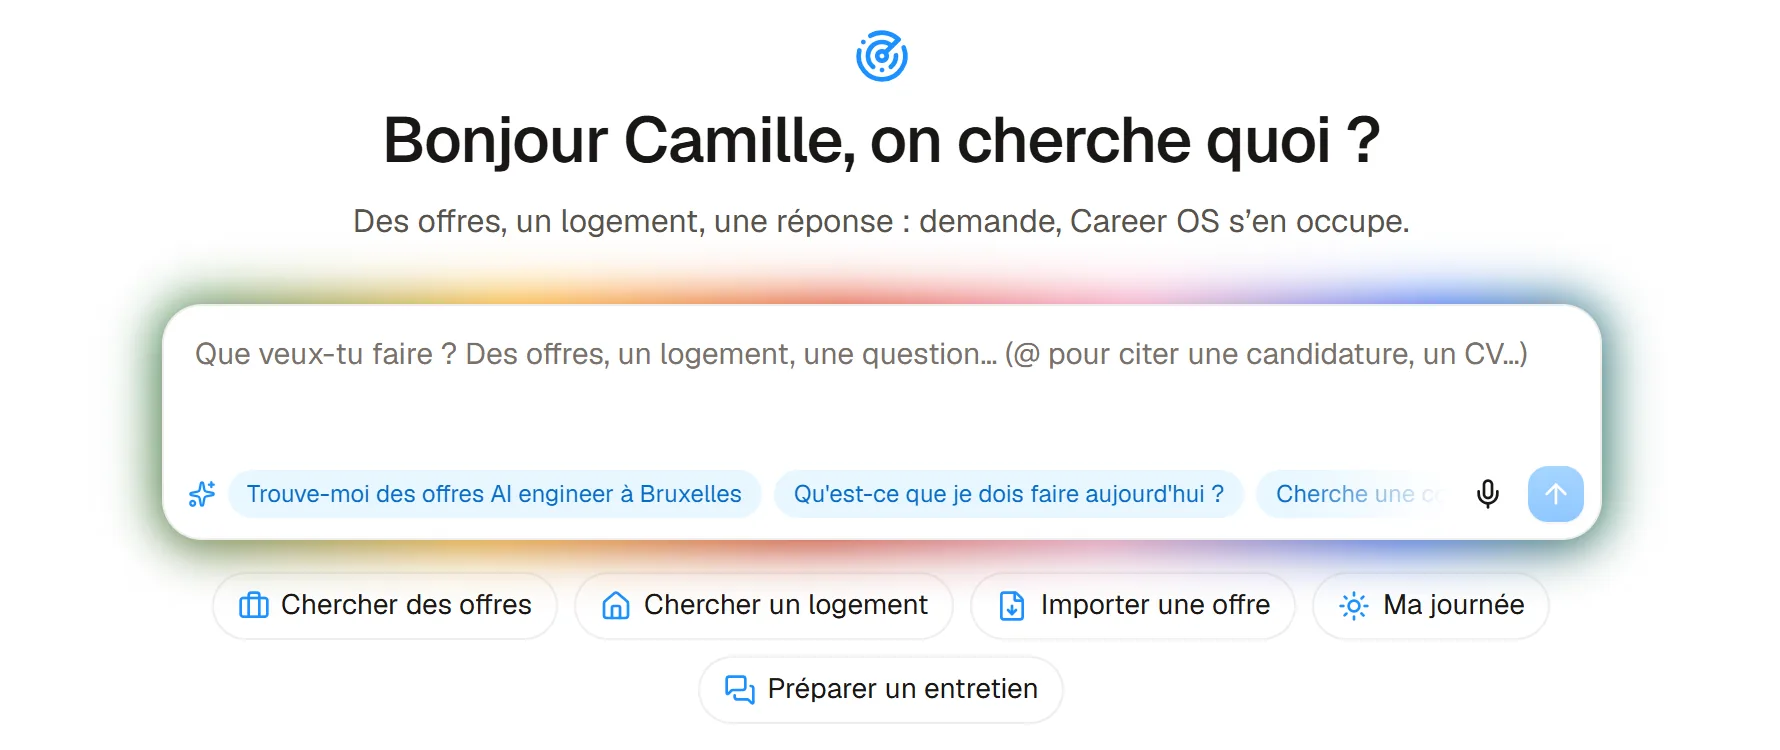 Bonjour Camille, on cherche quoi ?
Des offres, un logement, une réponse : demande, Career OS s’en occupe.
Que veux-tu faire ? Des offres, un logement, une question... (@ pour citer une candidature, un CV...)
Trouve-moi des offres AI engineer à Bruxelles
Qu'est-ce que je dois faire aujourd'hui ?
Cherche une
Chercher des offres
Chercher un logement
Importer une offre
Ma journée
Préparer un entretien